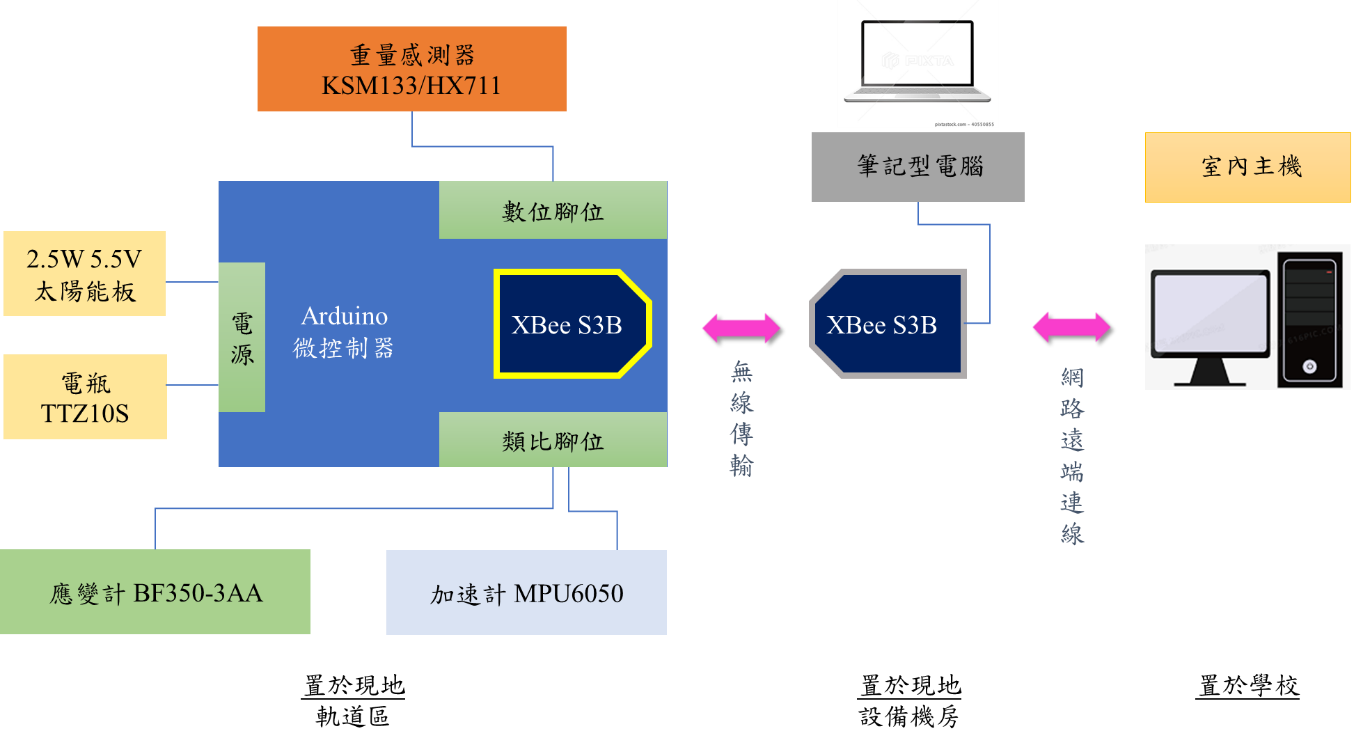 重量感測器
KSM133/HX711
數位腳位
2.5W 5.5V
太陽能板
電瓶
TTZ10S
電源
Arduino
微控制器
XBee S3B
類比腳位
應變計 BF350-3AA
加速計 MPU6050
置於現地
軌道區
無線傳輸
PIXTA
筆記型電腦
XBee S3B
置於現地
設備機房
網路遠端連線
室內主機
置於學校